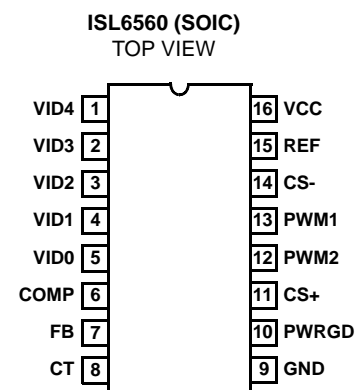 ISL6560 (SOIC)
TOP VIEW
VID4 1 16 VCC
VID3 2 15 REF
VID2 3 14 CS-
VID1 4 13 PWM1
VID0 5 12 PWM2
COMP 6 11 CS+
FB 7 10 PWRGD
CT 8 9 GND